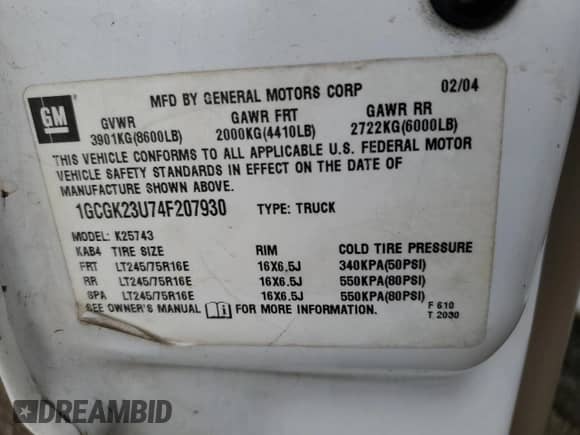 GM
MFD BY GENERAL MOTORS CORP 02/04
GVWR GAWR FRT GAWR RR
3901KG(8600LB) 2000KG(4410LB) 2722KG(6000LB)
THIS VEHICLE CONFORMS TO ALL APPLICABLE U.S. FEDERAL MOTOR
VEHICLE SAFETY STANDARDS IN EFFECT ON THE DATE OF
MANUFACTURE SHOWN ABOVE.
1GCGK23U74F207930 TYPE: TRUCK
MODEL: K25743
KAB4 TIRE SIZE RIM COLD TIRE PRESSURE
FRT LT245/75R16E 16X6.5J 340KPA(50PSI)
RR LT245/75R16E 16X6.5J 550KPA(80PSI)
SPA LT245/75R16E 16X6.5J 550KPA(80PSI)
SEE OWNER'S MANUAL FOR MORE INFORMATION. F 610
T 2030
DREAMBID